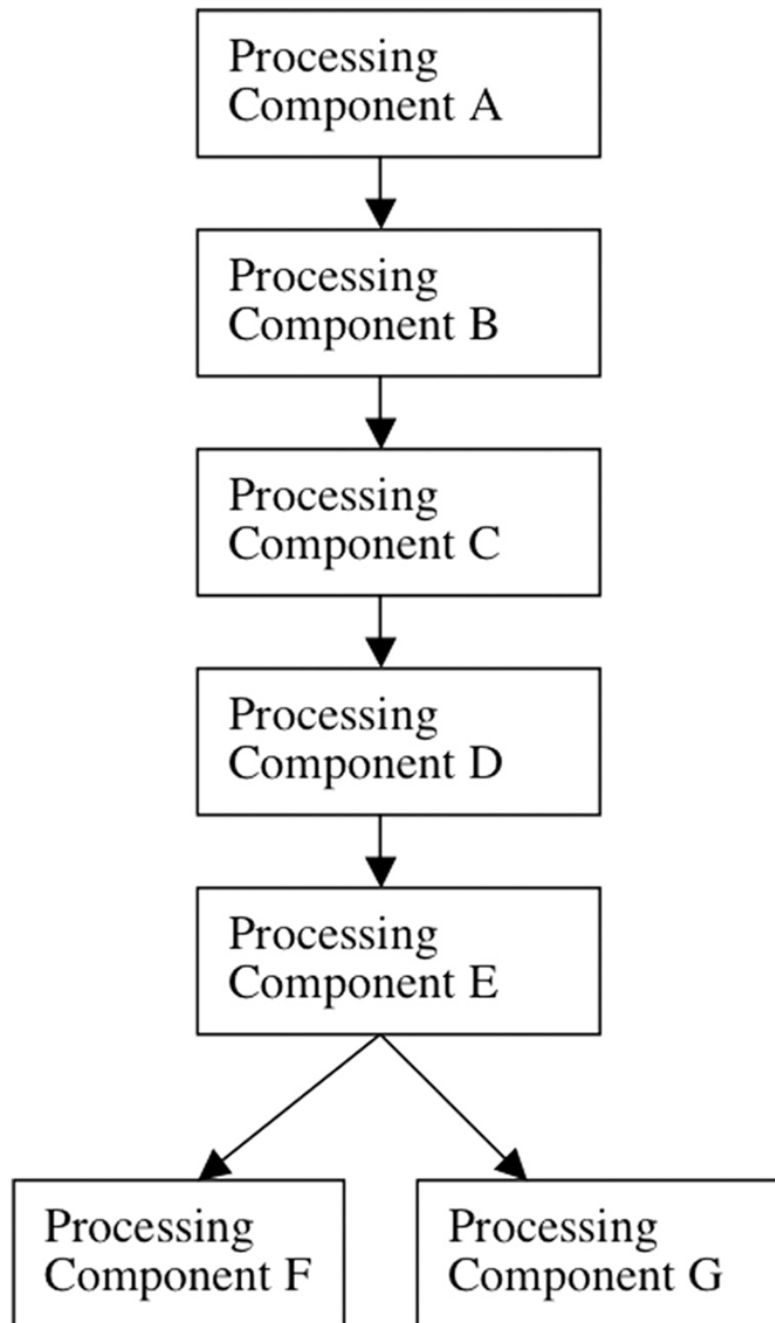 Processing
Component A
Processing
Component B
Processing
Component C
Processing
Component D
Processing
Component E
Processing
Component F
Processing
Component G